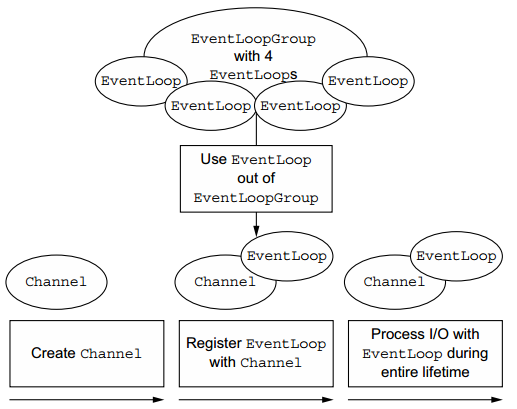 EventLoopGroup
with 4
EventLoops
EventLoop
EventLoop
EventLoop
EventLoop
Use EventLoop
out of
EventLoopGroup
Channel
Channel
EventLoop
Channel
EventLoop
Create Channel
Register EventLoop
with Channel
Process I/O with
EventLoop during
entire lifetime